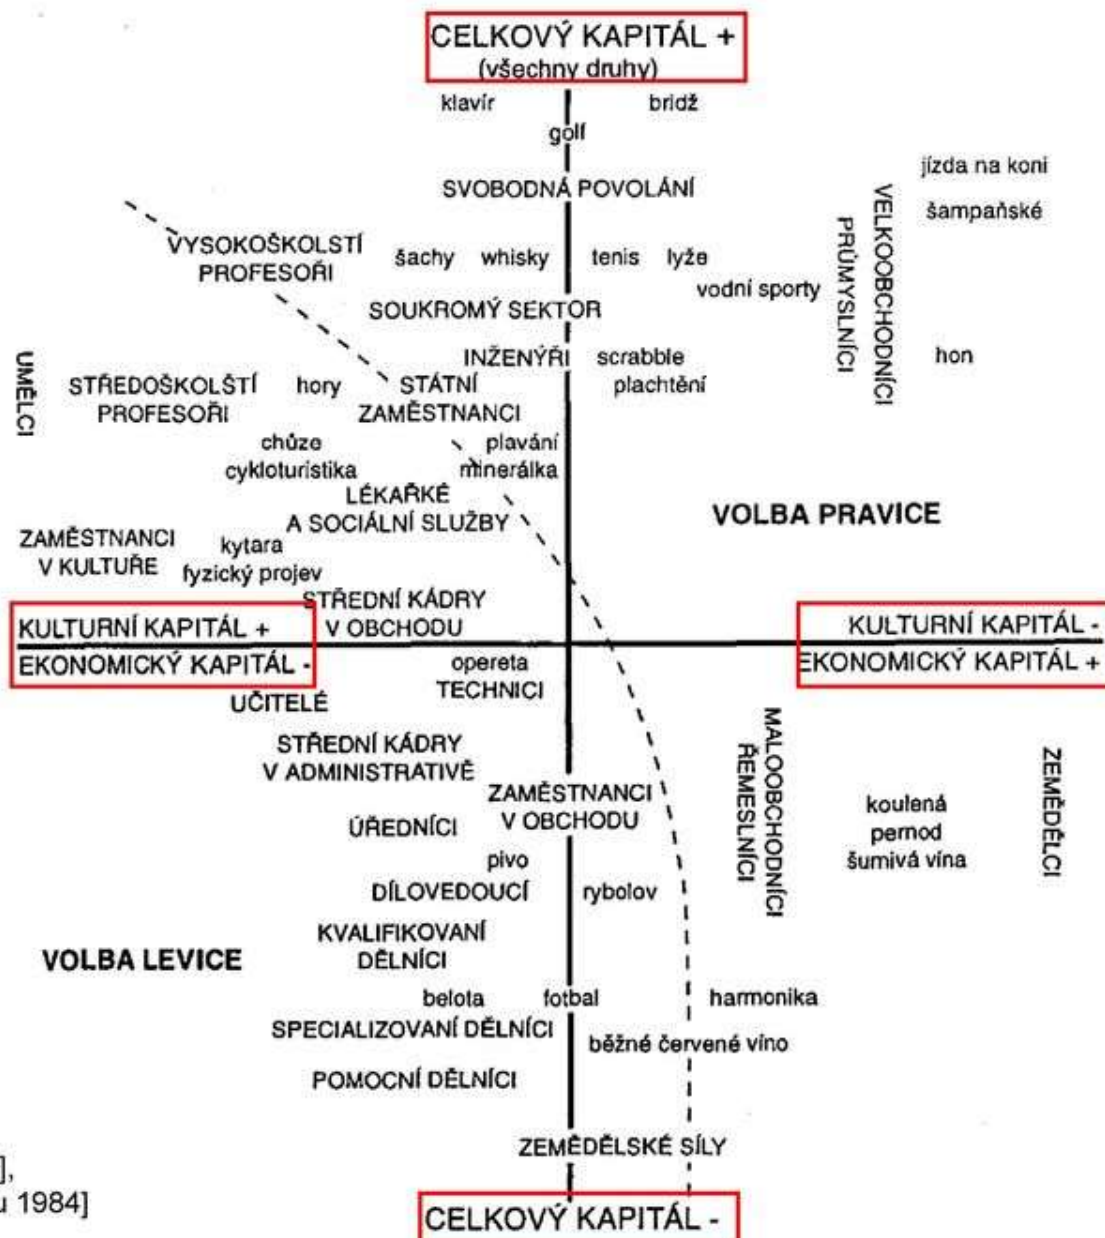 CELKOVÝ KAPITÁL +
(všechny druhy)
klavír
bridž
golf
jízda na koni
SVOBODNÁ POVOLÁNÍ
šampaňské
VELKOOBCHODNÍCI
PRŮMYSLNÍCI
VYSOKOŠKOLSTÍ
PROFESOŘI
šachy
whisky
tenis
lyže
vodní sporty
SOUKROMÝ SEKTOR
INŽENÝŘI
scrabble
hon
plachtění
UMĚLCI
STŘEDOŠKOLŠTÍ
PROFESOŘI
hory
STÁTNÍ
ZAMĚSTNANCI
chůze
cykloturistika
plavání
minerálka
LÉKAŘKÉ
A SOCIÁLNÍ SLUŽBY
VOLBA PRAVICE
ZAMĚSTNANCI
V KULTUŘE
kytara
fyzický projev
STŘEDNÍ KÁDRY
V OBCHODU
KULTURNÍ KAPITÁL +
EKONOMICKÝ KAPITÁL -
KULTURNÍ KAPITÁL -
EKONOMICKÝ KAPITÁL +
opereta
TECHNICI
UČITELÉ
STŘEDNÍ KÁDRY
V ADMINISTRATIVĚ
MALOOBCHODNÍCI
ŘEMESLNÍCI
ZEMĚDĚLCI
ZAMĚSTNANCI
V OBCHODU
koulená
pernod
šumivá vína
ÚŘEDNÍCI
pivo
DÍLOVEDOUCÍ
rybolov
KVALIFIKOVANÍ
DĚLNÍCI
VOLBA LEVICE
belota
fotbal
harmonika
SPECIALIZOVANÍ DĚLNÍCI
běžné červené víno
POMOCNÍ DĚLNÍCI
ZEMĚDĚLSKÉ SÍLY
],
u 1984]
CELKOVÝ KAPITÁL -